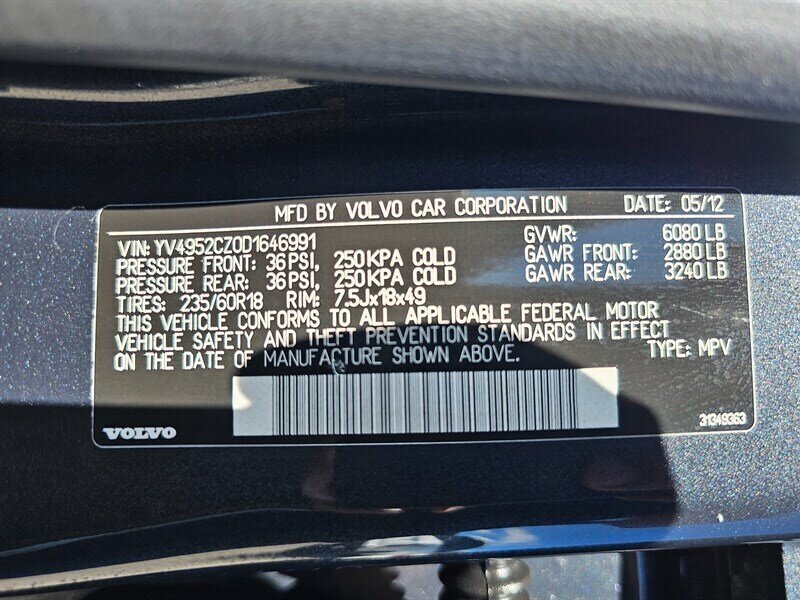 MFD BY VOLVO CAR CORPORATION DATE: 05/12
VIN: YV4952CZ0D1646991 GVWR: 6080 LB
PRESSURE FRONT: 36 PSI, 250 KPA COLD GAWR FRONT: 2880 LB
PRESSURE REAR: 36 PSI, 250 KPA COLD GAWR REAR: 3240 LB
TIRES: 235/60R18 RIM: 7.5Jx18x49
THIS VEHICLE CONFORMS TO ALL APPLICABLE FEDERAL MOTOR
VEHICLE SAFETY AND THEFT PREVENTION STANDARDS IN EFFECT
ON THE DATE OF MANUFACTURE SHOWN ABOVE. TYPE: MPV
VOLVO 31349363